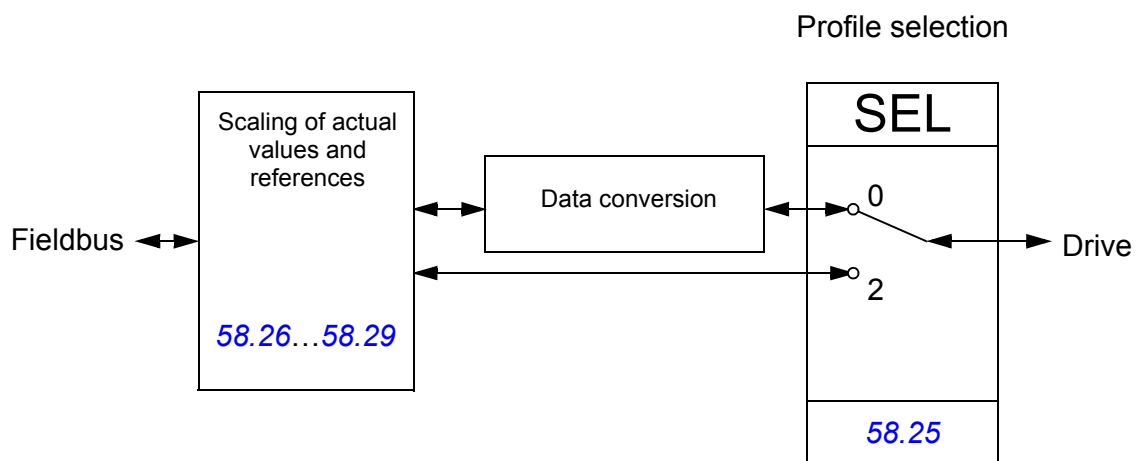 Profile selection
SEL
Scaling of actual
values and
references
Data conversion
0
Fieldbus
Drive
2
58.26…58.29
58.25